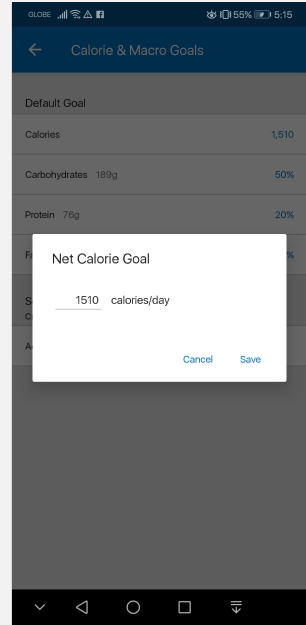 GLOBE 55% 5:15
Calorie & Macro Goals
Default Goal
Calories 1,510
Carbohydrates 189g 50%
Protein 76g 20%
Fa %
Net Calorie Goal
1510 calories/day
S
C
A
Cancel Save